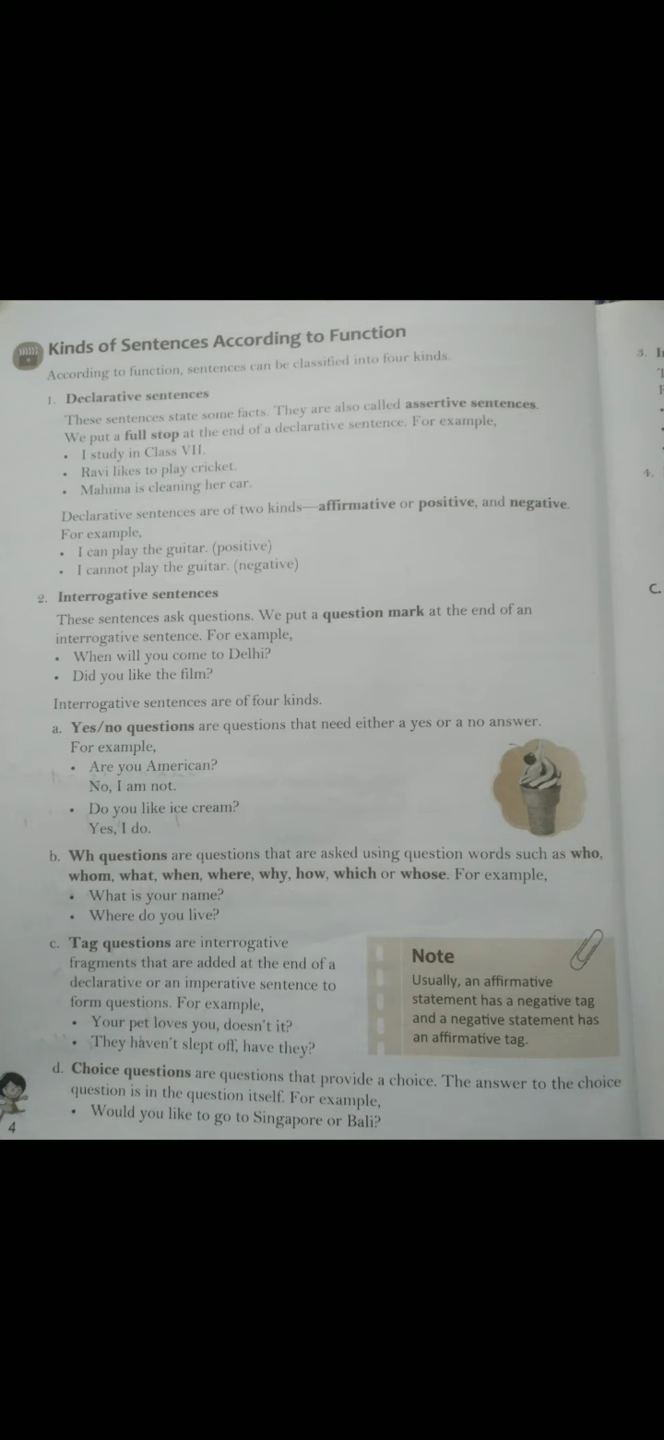 Kinds of Sentences According to Function
According to function, sentences can be classified into four kinds.
1. Declarative sentences
These sentences state some facts. They are also called assertive sentences.
We put a full stop at the end of a declarative sentence. For example,
• I study in Class VII.
• Ravi likes to play cricket.
• Mahima is cleaning her car.
Declarative sentences are of two kinds—affirmative or positive, and negative.
For example,
• I can play the guitar. (positive)
• I cannot play the guitar. (negative)
2. Interrogative sentences
These sentences ask questions. We put a question mark at the end of an
interrogative sentence. For example,
• When will you come to Delhi?
• Did you like the film?
Interrogative sentences are of four kinds.
a. Yes/no questions are questions that need either a yes or a no answer.
For example,
• Are you American?
No, I am not.
• Do you like ice cream?
Yes, I do.
b. Wh questions are questions that are asked using question words such as who,
whom, what, when, where, why, how, which or whose. For example,
• What is your name?
• Where do you live?
c. Tag questions are interrogative
fragments that are added at the end of a
declarative or an imperative sentence to
form questions. For example,
• Your pet loves you, doesn't it?
• They haven't slept off, have they?
Note
Usually, an affirmative
statement has a negative tag
and a negative statement has
an affirmative tag.
d. Choice questions are questions that provide a choice. The answer to the choice
question is in the question itself. For example,
• Would you like to go to Singapore or Bali?
4
3.
4.
C.